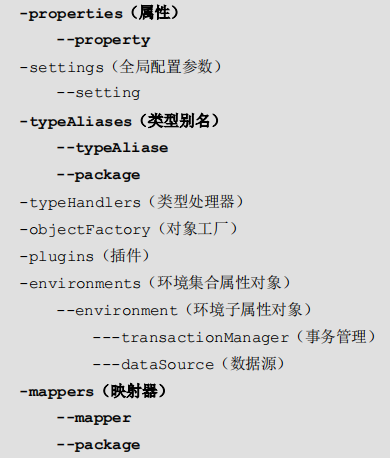 -properties（属性）
--property
-settings（全局配置参数）
--setting
-typeAliases（类型别名）
--typeAliase
--package
-typeHandlers（类型处理器）
-objectFactory（对象工厂）
-plugins（插件）
-environments（环境集合属性对象）
--environment（环境子属性对象）
---transactionManager（事务管理）
---dataSource（数据源）
-mappers（映射器）
--mapper
--package